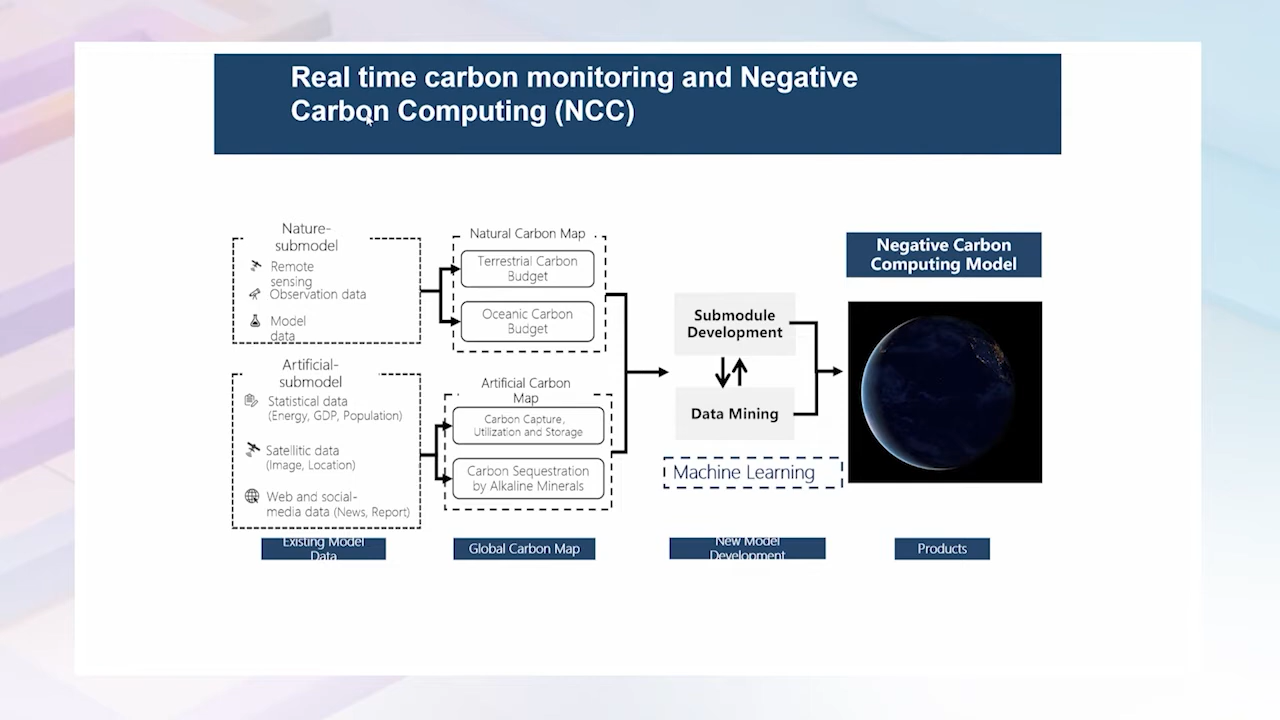 Real time carbon monitoring and Negative
Carbon Computing (NCC)
Nature-
submodel
Remote
sensing
Observation data
Model
data
Artificial-
submodel
Statistical data
(Energy, GDP, Population)
Satellitic data
(Image, Location)
Web and social-
media data (News, Report)
Existing Model
Data
Natural Carbon Map
Terrestrial Carbon
Budget
Oceanic Carbon
Budget
Artificial Carbon
Map
Carbon Capture,
Utilization and Storage
Carbon Sequestration
by Alkaline Minerals
Global Carbon Map
Submodule
Development
Data Mining
Machine Learning
New Model
Development
Negative Carbon
Computing Model
Products